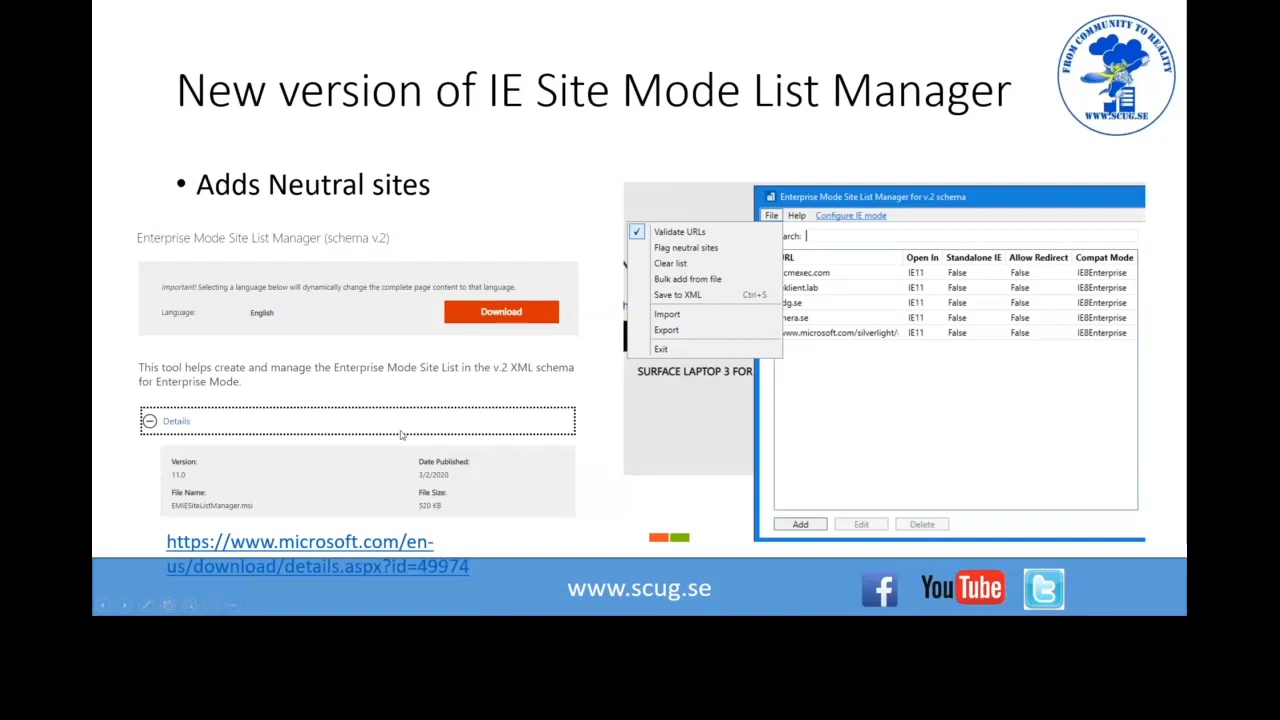 New version of IE Site Mode List Manager
FROM COMMUNITY TO REALITY
WWW.SCUG.SE
• Adds Neutral sites
Enterprise Mode Site List Manager (schema v.2)
Important! Selecting a language below will dynamically change the complete page content to that language.
Language: English Download
This tool helps create and manage the Enterprise Mode Site List in the v.2 XML schema
for Enterprise Mode.
Details
Version: Date Published:
11.0 3/2/2020
File Name: File Size:
EMIESiteListManager.msi 520 KB
https://www.microsoft.com/en-
us/download/details.aspx?id=49974
Enterprise Mode Site List Manager for v.2 schema
File Help Configure IE mode
Validate URLs
Flag neutral sites
Clear list
Bulk add from file
Save to XML Ctrl+S
Import
Export
Exit
arch:
URL Open In Standalone IE Allow Redirect Compat Mode
cmexec.com IE11 False False IE8Enterprise
klient.lab IE11 False False IE8Enterprise
dg.se IE11 False False IE8Enterprise
nera.se IE11 False False IE8Enterprise
www.microsoft.com/silverlight/ IE11 False False IE8Enterprise
SURFACE LAPTOP 3 FOR
Add Edit Delete
www.scug.se
YouTube